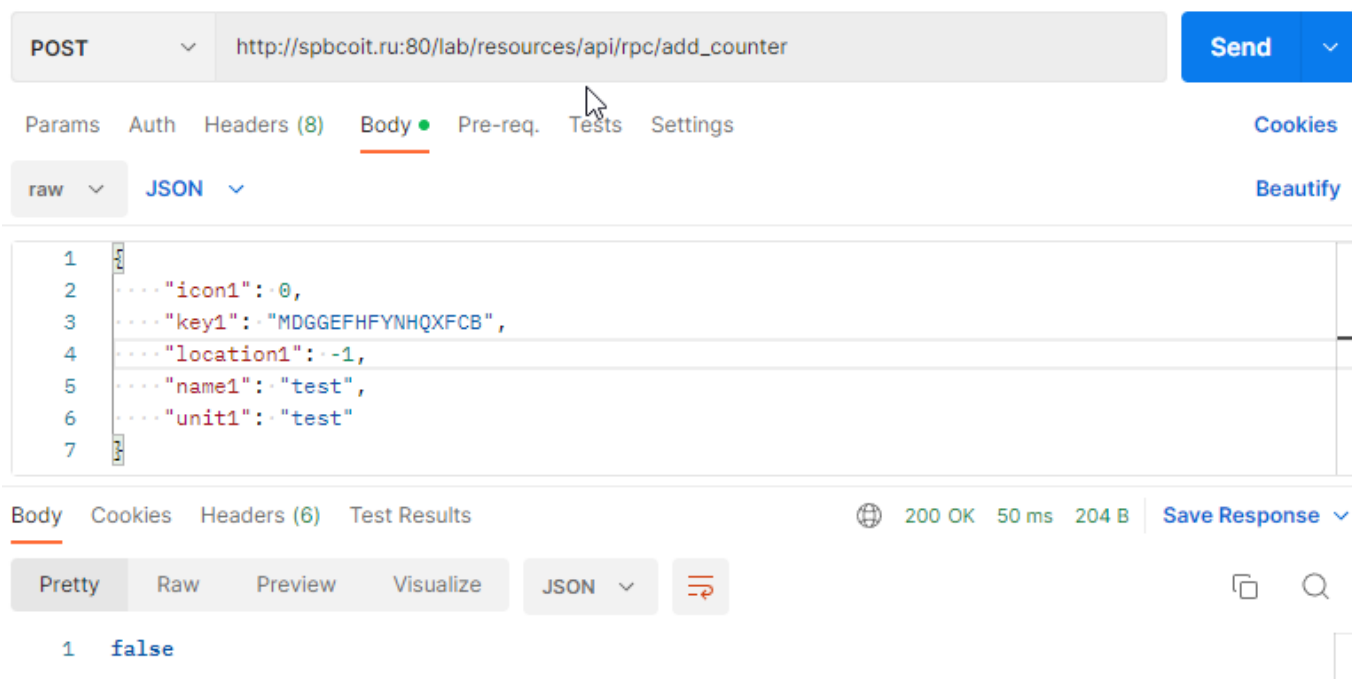 POST http://spbcoit.ru:80/lab/resources/api/rpc/add_counter Send
Params Auth Headers (8) Body Pre-req. Tests Settings Cookies
raw JSON Beautify
1 {
2 "icon1": 0,
3 "key1": "MDGGEFHFYNHQXFCB",
4 "location1": -1,
5 "name1": "test",
6 "unit1": "test"
7 }
Body Cookies Headers (6) Test Results 200 OK 50 ms 204 B Save Response
Pretty Raw Preview Visualize JSON
1 false